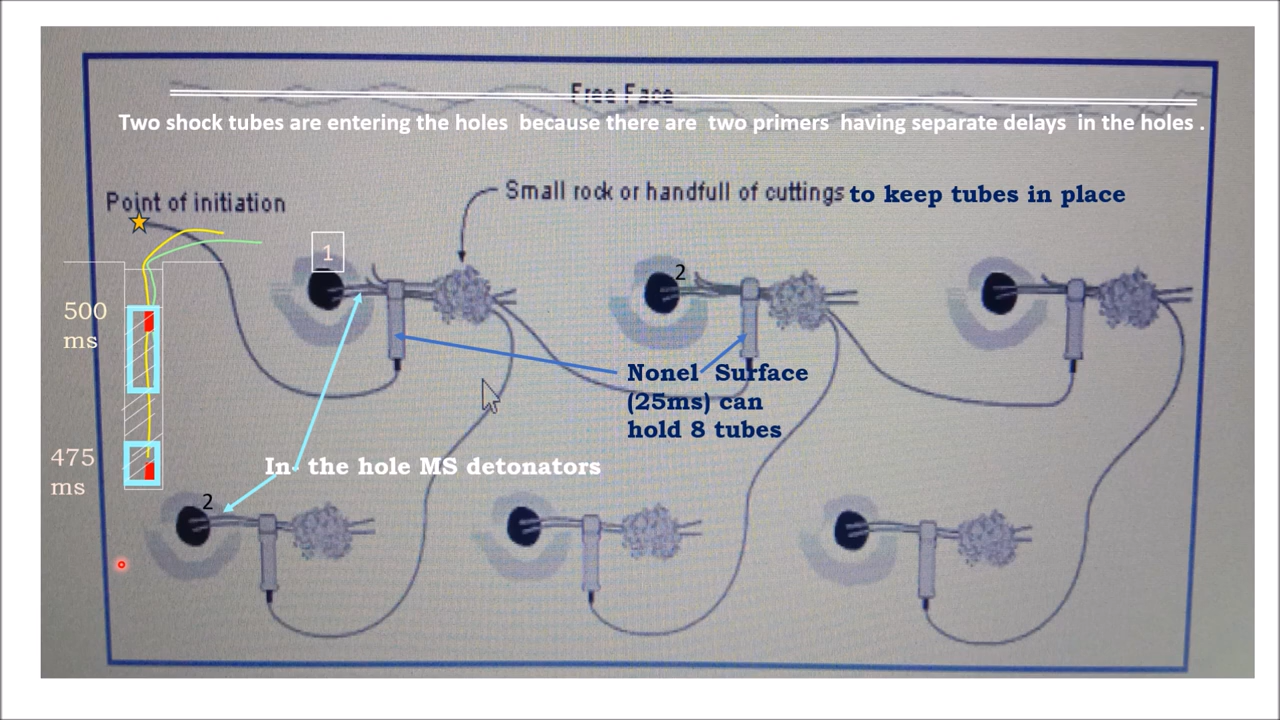 Free Face
Two shock tubes are entering the holes because there are two primers having separate delays in the holes .
Small rock or handfull of cuttings to keep tubes in place
Point of initiation
1
2
500
ms
Nonel Surface
(25ms) can
hold 8 tubes
475
ms
In the hole MS detonators
2